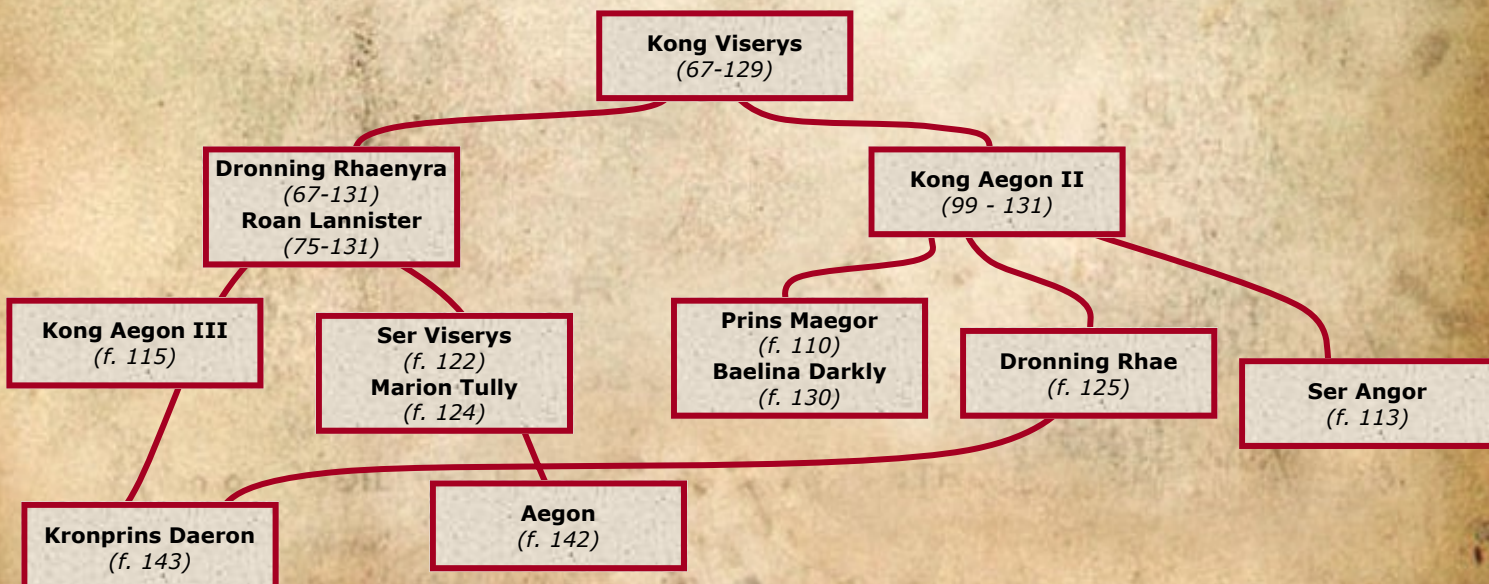 Kong Viserys
(67-129)
Dronning Rhaenyra
(67-131)
Roan Lannister
(75-131)
Kong Aegon II
(99 - 131)
Kong Aegon III
(f. 115)
Ser Viserys
(f. 122)
Marion Tully
(f. 124)
Prins Maegor
(f. 110)
Baelina Darkly
(f. 130)
Dronning Rhae
(f. 125)
Ser Angor
(f. 113)
Kronprins Daeron
(f. 143)
Aegon
(f. 142)